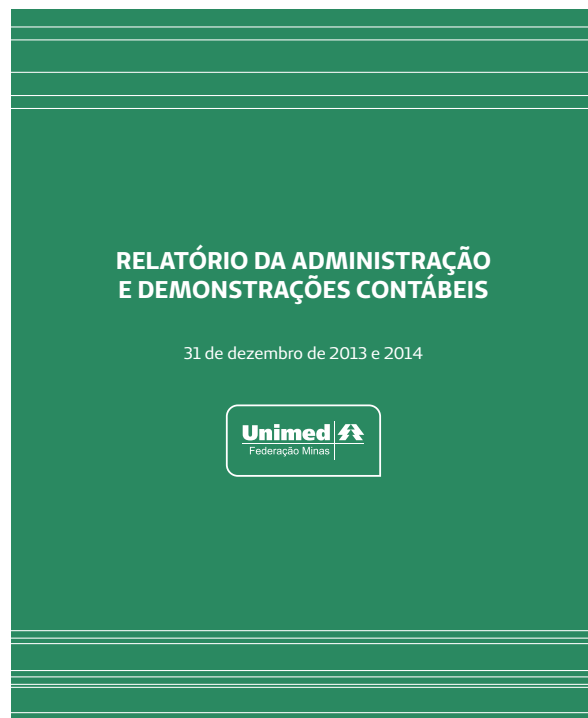 RELATÓRIO DA ADMINISTRAÇÃO
E DEMONSTRAÇÕES CONTÁBEIS
31 de dezembro de 2013 e 2014
Unimed
Federação Minas